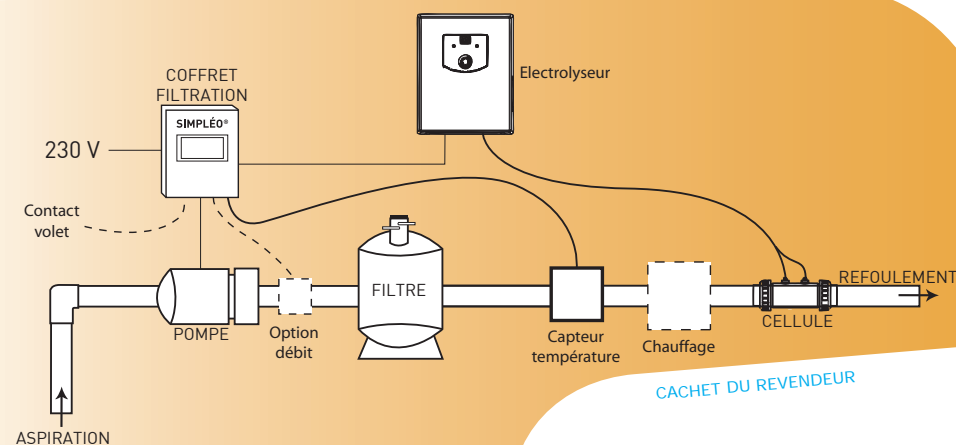 COFFRET
FILTRATION
SIMPLÉO®
230 V
Electrolyseur
Contact
volet
FILTRE
REFOULEMENT
POMPE
Option
débit
Capteur
température
Chauffage
CELLULE
CACHET DU REVENDEUR
ASPIRATION